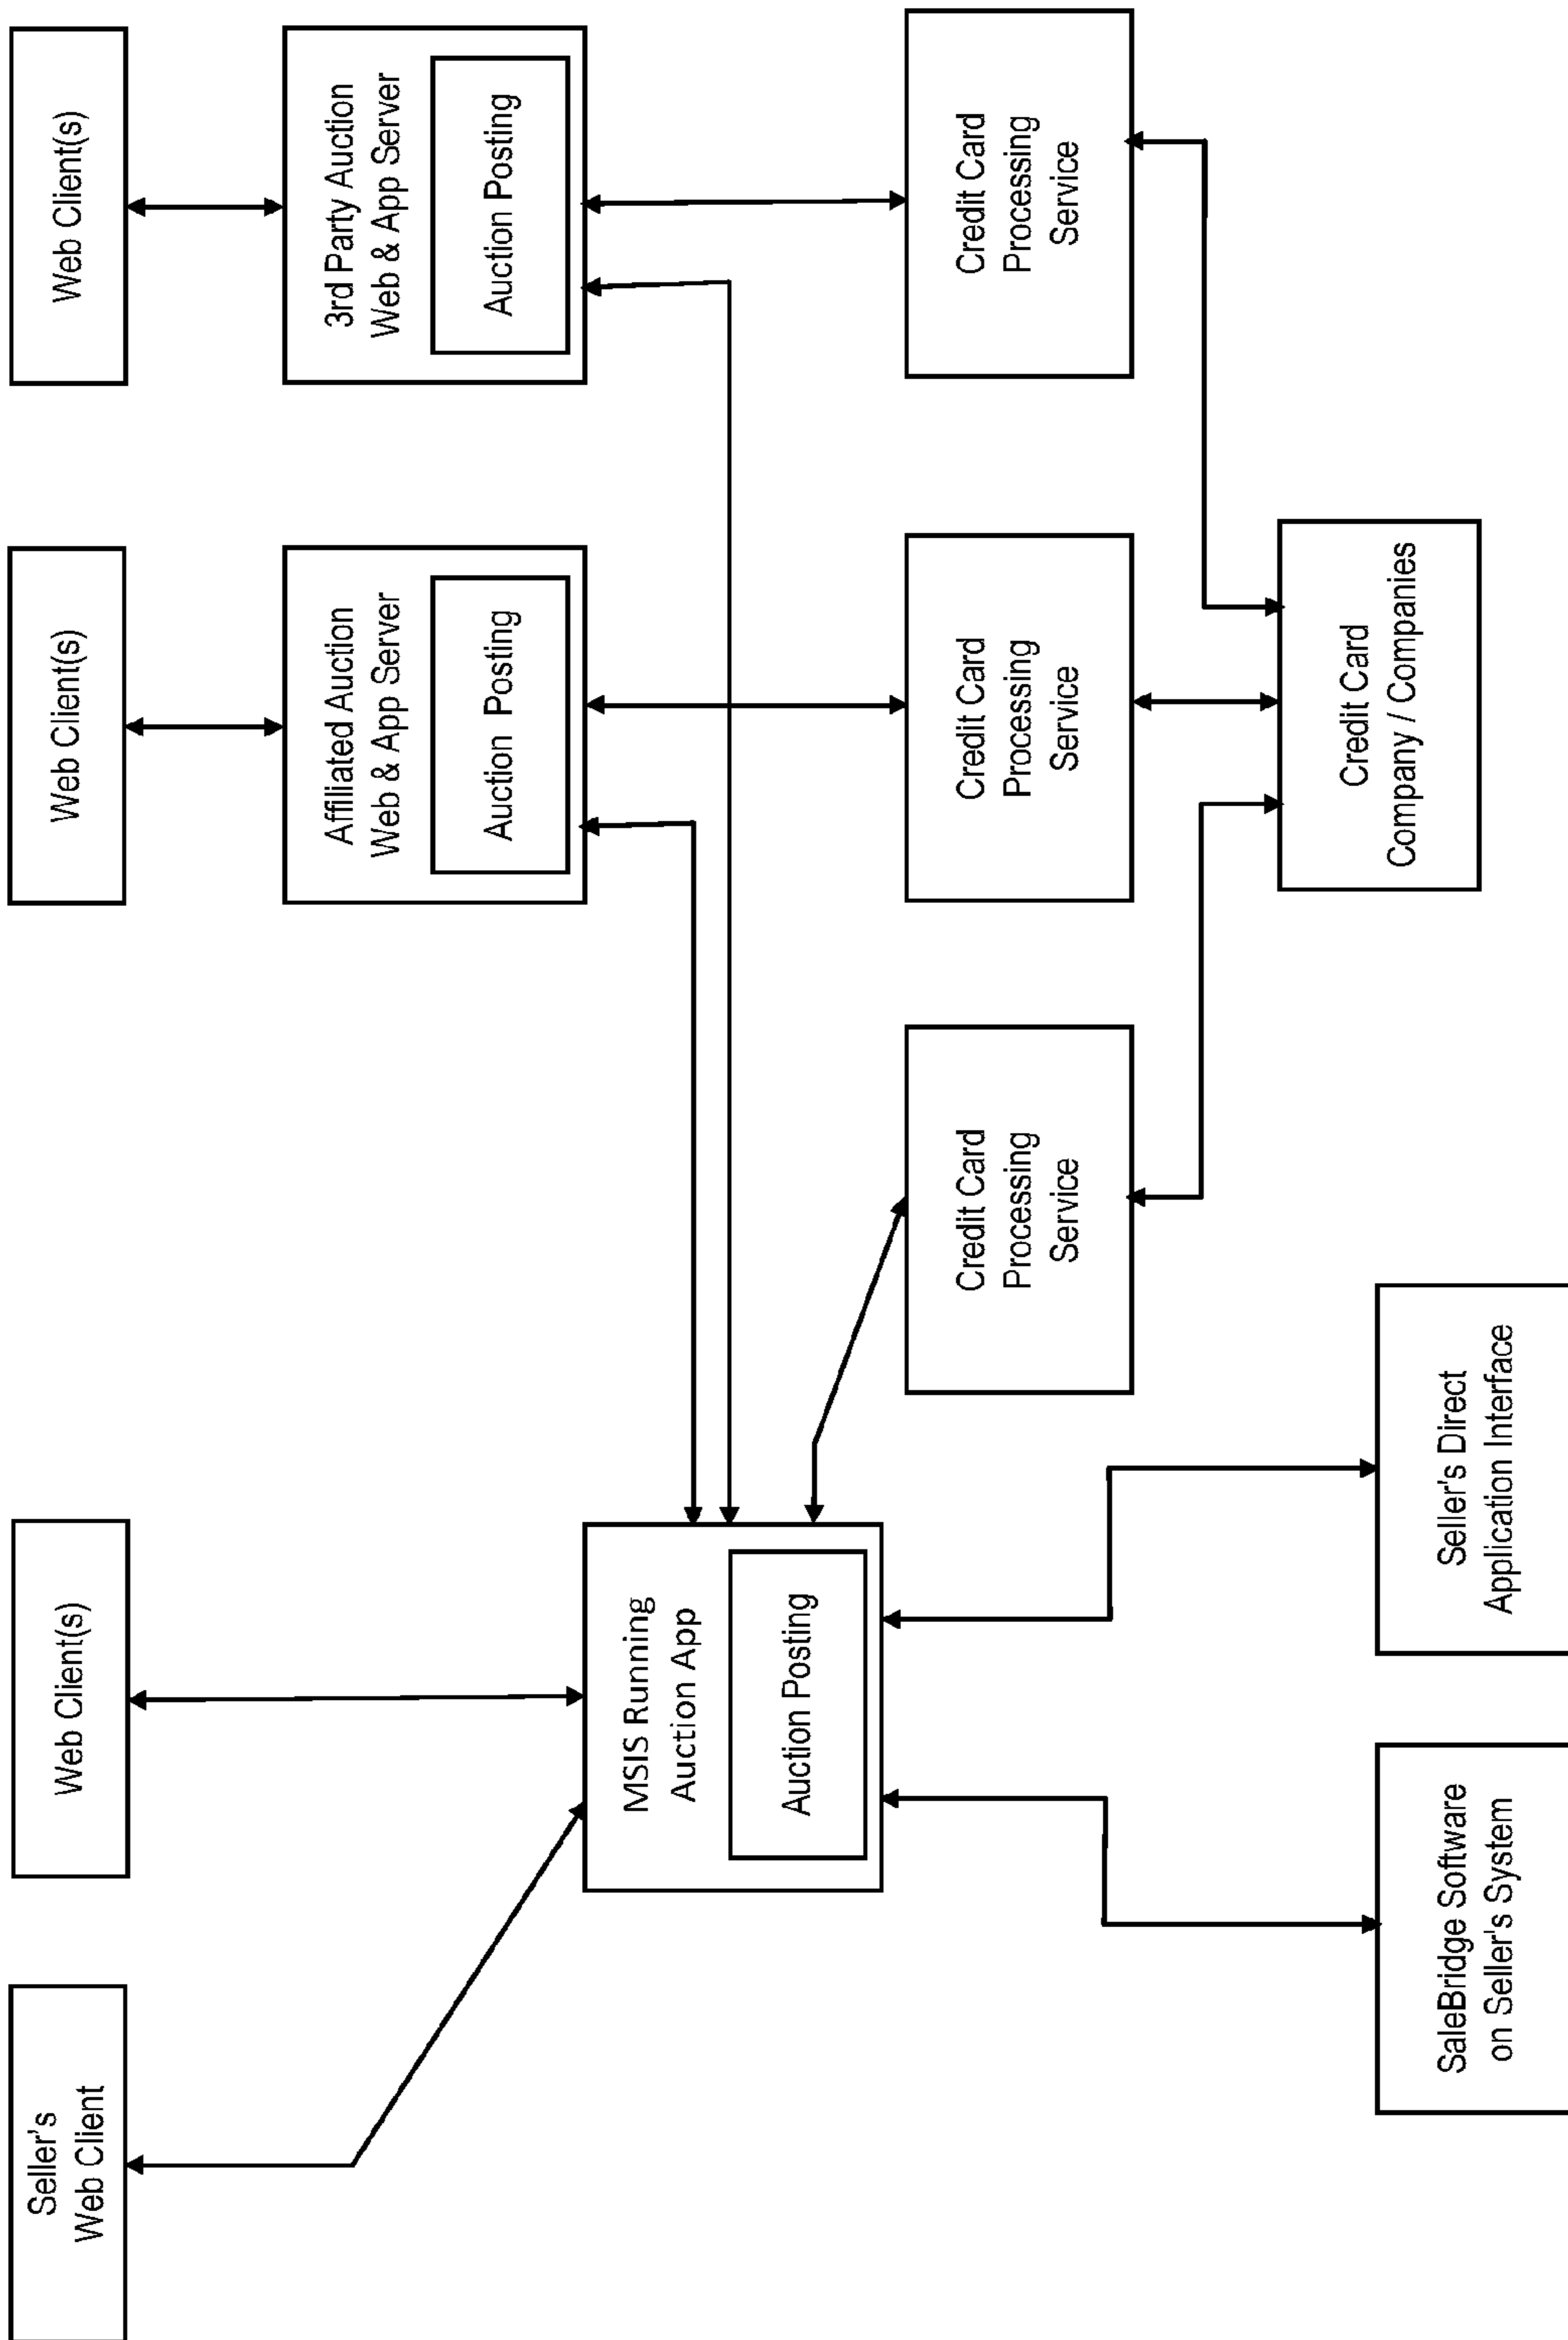 Seller's
Web Client
Web Client(s)
Web Client(s)
Web Client(s)
Affiliated Auction
Web & App Server
Auction Posting
3rd Party Auction
Web & App Server
Auction Posting
MSIS Running
Auction App
Auction Posting
Credit Card
Processing
Service
Credit Card
Processing
Service
Credit Card
Processing
Service
SaleBridge Software
on Seller's System
Seller's Direct
Application Interface
Credit Card
Company / Companies